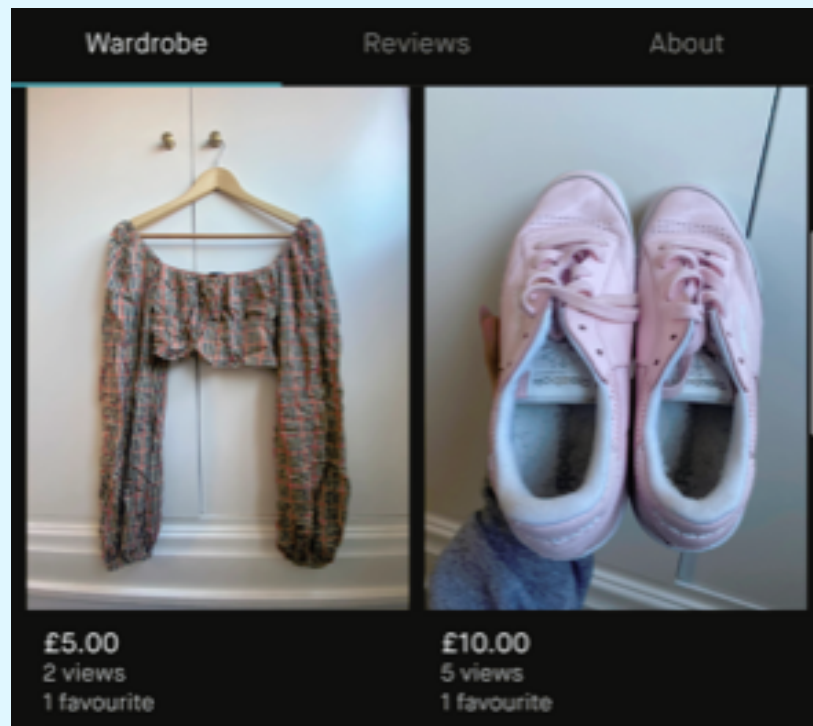 Wardrobe Reviews About
£5.00
2 views
1 favourite
£10.00
5 views
1 favourite